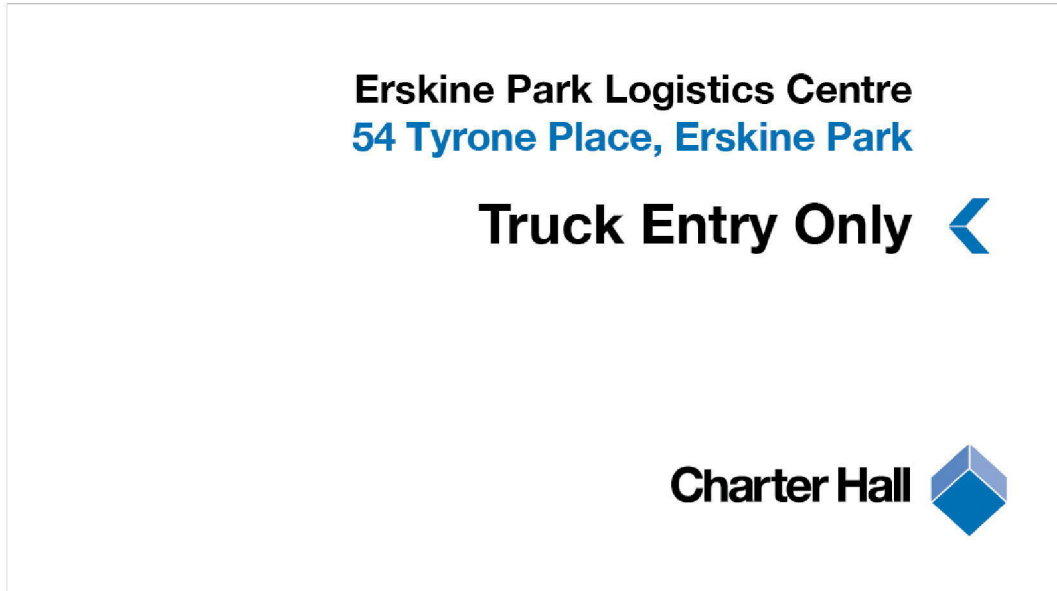 Erskine Park Logistics Centre
54 Tyrone Place, Erskine Park
Truck Entry Only
Charter Hall